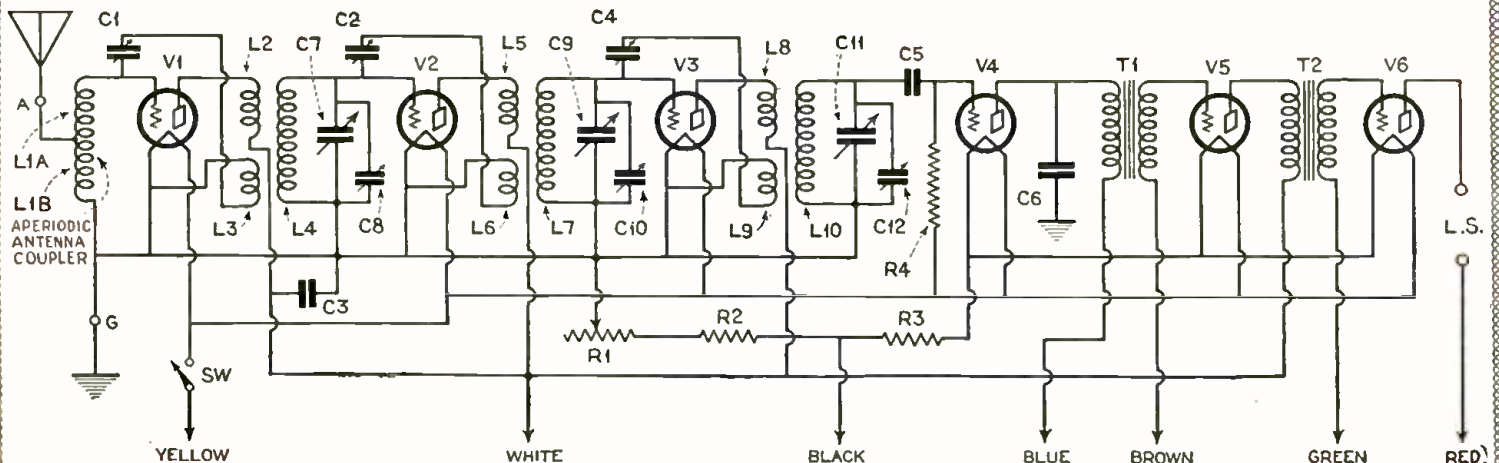 C1
C2
C4
L2
C7
L5
C9
L8
C11
C5
V1
V2
V3
V4
T1
V5
T2
V6
A
L1A
L1B
APERIODIC
ANTENNA
COUPLER
L3
L4
C8
L6
L7
C10
L9
L10
C12
R4
C6
L.S.
C3
G
R1
R2
R3
SW
YELLOW
WHITE
BLACK
BLUE
BROWN
GREEN
RED)